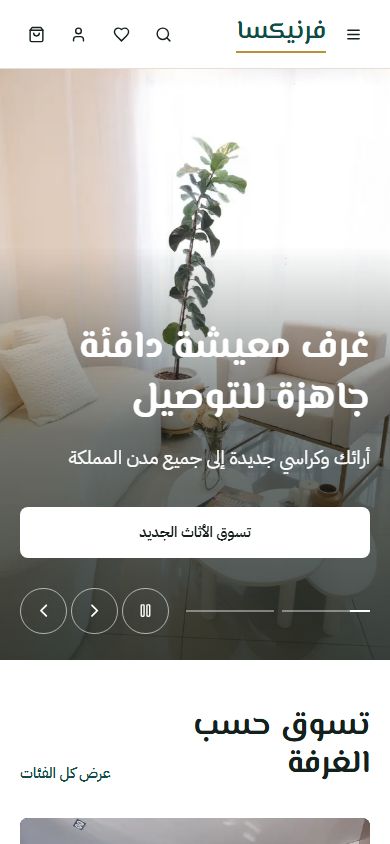 فرنيكسا
غرف معيشة دافئة
جاهزة للتوصيل
أرائك وكراسي جديدة إلى جميع مدن المملكة
تسوق الأثاث الجديد
تسوق حسب
الغرفة
عرض كل الفئات